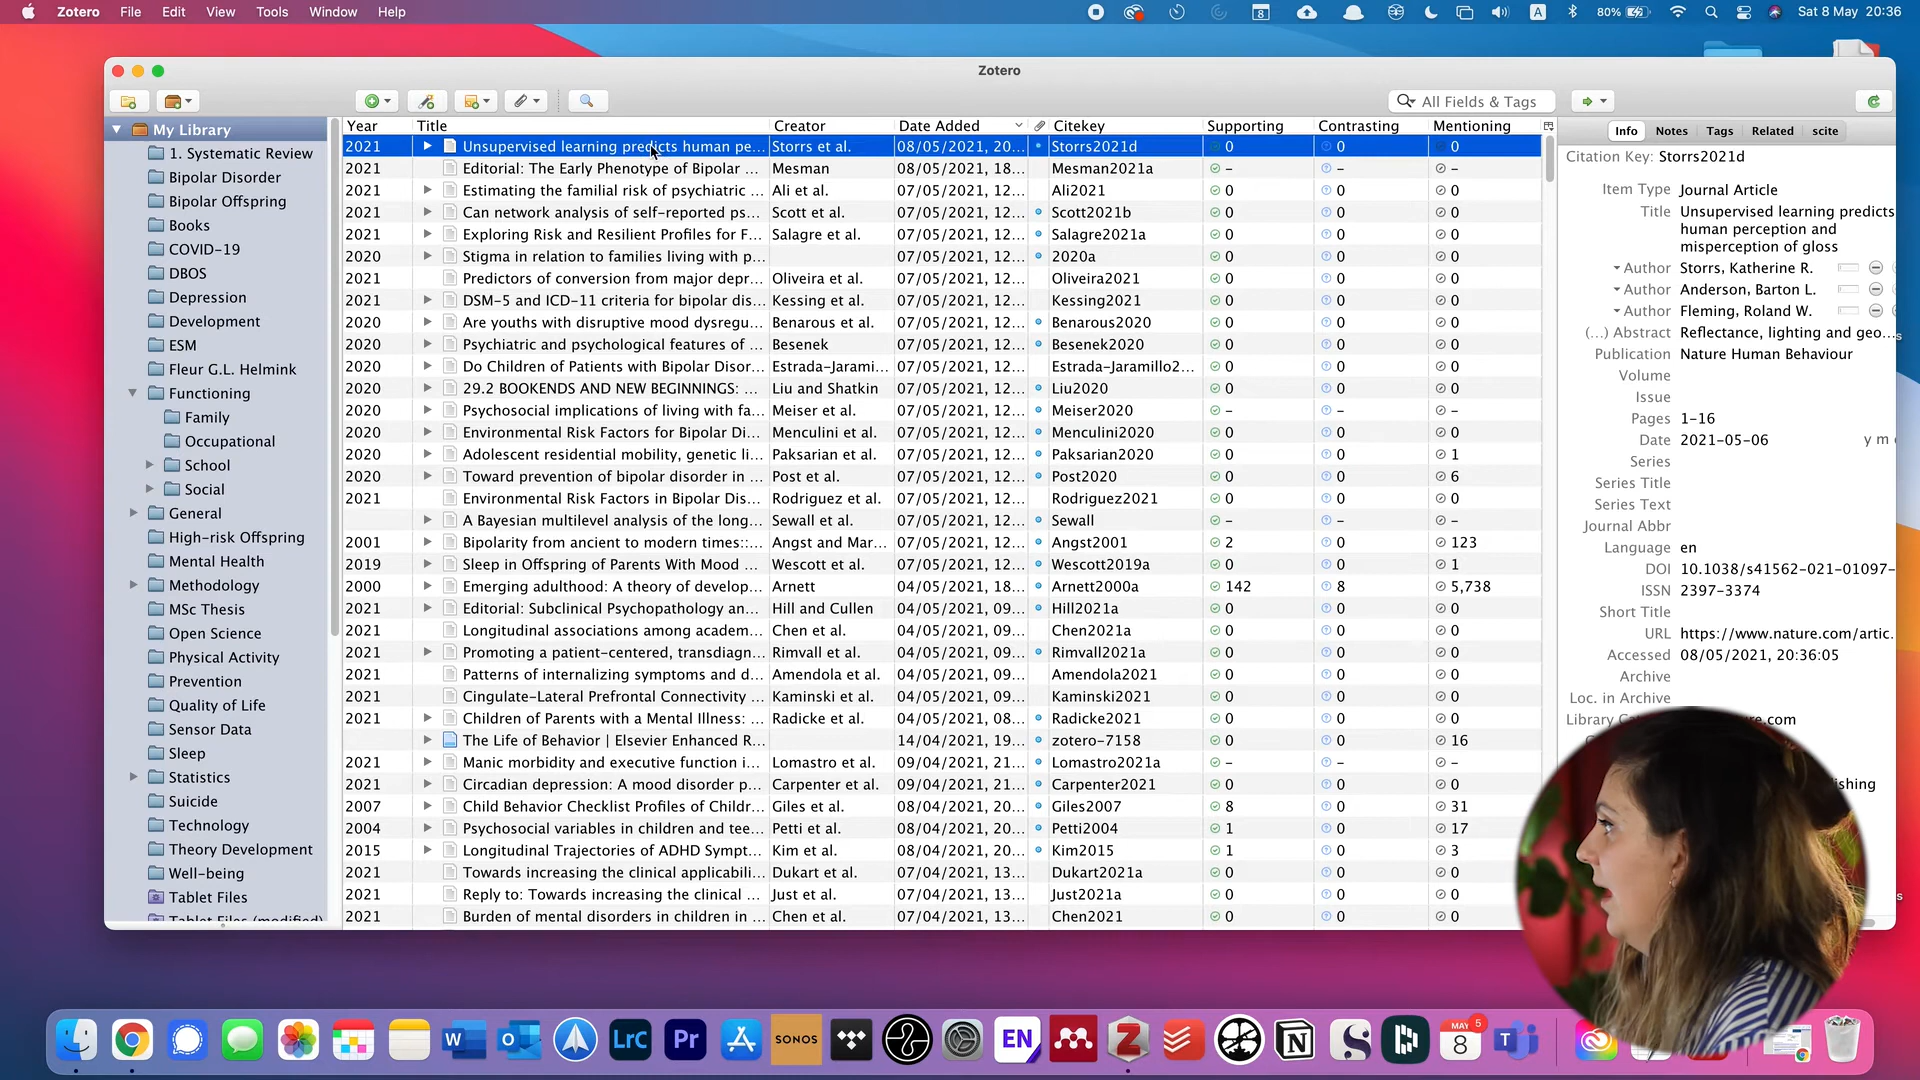 Zotero File Edit View Tools Window Help 8 A 80% Sat 8 May 20:36
Zotero
All Fields & Tags
My Library
1. Systematic Review
Bipolar Disorder
Bipolar Offspring
Books
COVID-19
DBOS
Depression
Development
ESM
Fleur G.L. Helmink
Functioning
Family
Occupational
School
Social
General
High-risk Offspring
Mental Health
Methodology
MSc Thesis
Open Science
Physical Activity
Prevention
Quality of Life
Sensor Data
Sleep
Statistics
Suicide
Technology
Theory Development
Well-being
Tablet Files
Tablet Files (modified)
Year Title Creator Date Added Citekey Supporting Contrasting Mentioning
2021 Unsupervised learning predicts human pe... Storrs et al. 08/05/2021, 20... Storrs2021d 0 0 0
2021 Editorial: The Early Phenotype of Bipolar ... Mesman 08/05/2021, 18... Mesman2021a – – –
2021 Estimating the familial risk of psychiatric ... Ali et al. 07/05/2021, 12... Ali2021 0 0 0
2021 Can network analysis of self-reported ps... Scott et al. 07/05/2021, 12... Scott2021b 0 0 0
2021 Exploring Risk and Resilient Profiles for F... Salagre et al. 07/05/2021, 12... Salagre2021a 0 0 0
2020 Stigma in relation to families living with p... 07/05/2021, 12... 2020a 0 0 0
2021 Predictors of conversion from major depr... Oliveira et al. 07/05/2021, 12... Oliveira2021 0 0 0
2021 DSM-5 and ICD-11 criteria for bipolar dis... Kessing et al. 07/05/2021, 12... Kessing2021 0 0 0
2020 Are youths with disruptive mood dysregu... Benarous et al. 07/05/2021, 12... Benarous2020 0 0 0
2020 Psychiatric and psychological features of ... Besenek 07/05/2021, 12... Besenek2020 0 0 0
2020 Do Children of Patients with Bipolar Disor... Estrada-Jarami... 07/05/2021, 12... Estrada-Jaramillo2... 0 0 0
2020 29.2 BOOKENDS AND NEW BEGINNINGS: ... Liu and Shatkin 07/05/2021, 12... Liu2020 0 0 0
2020 Psychosocial implications of living with fa... Meiser et al. 07/05/2021, 12... Meiser2020 – – –
2020 Environmental Risk Factors for Bipolar Di... Menculini et al. 07/05/2021, 12... Menculini2020 0 0 0
2020 Adolescent residential mobility, genetic li... Paksarian et al. 07/05/2021, 12... Paksarian2020 0 0 1
2020 Toward prevention of bipolar disorder in ... Post et al. 07/05/2021, 12... Post2020 0 0 6
2021 Environmental Risk Factors in Bipolar Dis... Rodriguez et al. 07/05/2021, 12... Rodriguez2021 0 0 0
A Bayesian multilevel analysis of the long... Sewall et al. 07/05/2021, 12... Sewall – – –
2001 Bipolarity from ancient to modern times::... Angst and Mar... 07/05/2021, 12... Angst2001 2 0 123
2019 Sleep in Offspring of Parents With Mood ... Wescott et al. 07/05/2021, 12... Wescott2019a 0 0 1
2000 Emerging adulthood: A theory of develop... Arnett 04/05/2021, 18... Arnett2000a 142 8 5,738
2021 Editorial: Subclinical Psychopathology an... Hill and Cullen 04/05/2021, 09... Hill2021a 0 0 0
2021 Longitudinal associations among academ... Chen et al. 04/05/2021, 09... Chen2021a 0 0 0
2021 Promoting a patient-centered, transdiagn... Rimvall et al. 04/05/2021, 09... Rimvall2021a 0 0 0
2021 Patterns of internalizing symptoms and d... Amendola et al. 04/05/2021, 09... Amendola2021 0 0 0
2021 Cingulate-Lateral Prefrontal Connectivity ... Kaminski et al. 04/05/2021, 09... Kaminski2021 0 0 0
2021 Children of Parents with a Mental Illness: ... Radicke et al. 04/05/2021, 08... Radicke2021 0 0 0
The Life of Behavior | Elsevier Enhanced R... 14/04/2021, 19... zotero-7158 0 0 16
2021 Manic morbidity and executive function i... Lomastro et al. 09/04/2021, 21... Lomastro2021a – – –
2021 Circadian depression: A mood disorder p... Carpenter et al. 09/04/2021, 21... Carpenter2021 0 0 0
2007 Child Behavior Checklist Profiles of Childr... Giles et al. 08/04/2021, 20... Giles2007 8 0 31
2004 Psychosocial variables in children and tee... Petti et al. 08/04/2021, 20... Petti2004 1 0 17
2015 Longitudinal Trajectories of ADHD Sympt... Kim et al. 08/04/2021, 20... Kim2015 1 0 3
2021 Towards increasing the clinical applicabili... Dukart et al. 07/04/2021, 13... Dukart2021a 0 0
2021 Reply to: Towards increasing the clinical ... Just et al. 07/04/2021, 13... Just2021a 0 0 0
2021 Burden of mental disorders in children in ... Chen et al. 07/04/2021, 13... Chen2021 0 0 0
Info Notes Tags Related scite
Citation Key: Storrs2021d
Item Type Journal Article
Title Unsupervised learning predicts
human perception and
misperception of gloss
Author Storrs, Katherine R.
Author Anderson, Barton L.
Author Fleming, Roland W.
(...) Abstract Reflectance, lighting and geo...
Publication Nature Human Behaviour
Volume
Issue
Pages 1-16
Date 2021-05-06 y m
Series
Series Title
Series Text
Journal Abbr
Language en
DOI 10.1038/s41562-021-01097-
ISSN 2397-3374
Short Title
URL https://www.nature.com/artic.
Accessed 08/05/2021, 20:36:05
Archive
Loc. in Archive
Library Ca
.com
shing
W O LrC Pr SONOS EN Z N S MAY 8 5 T